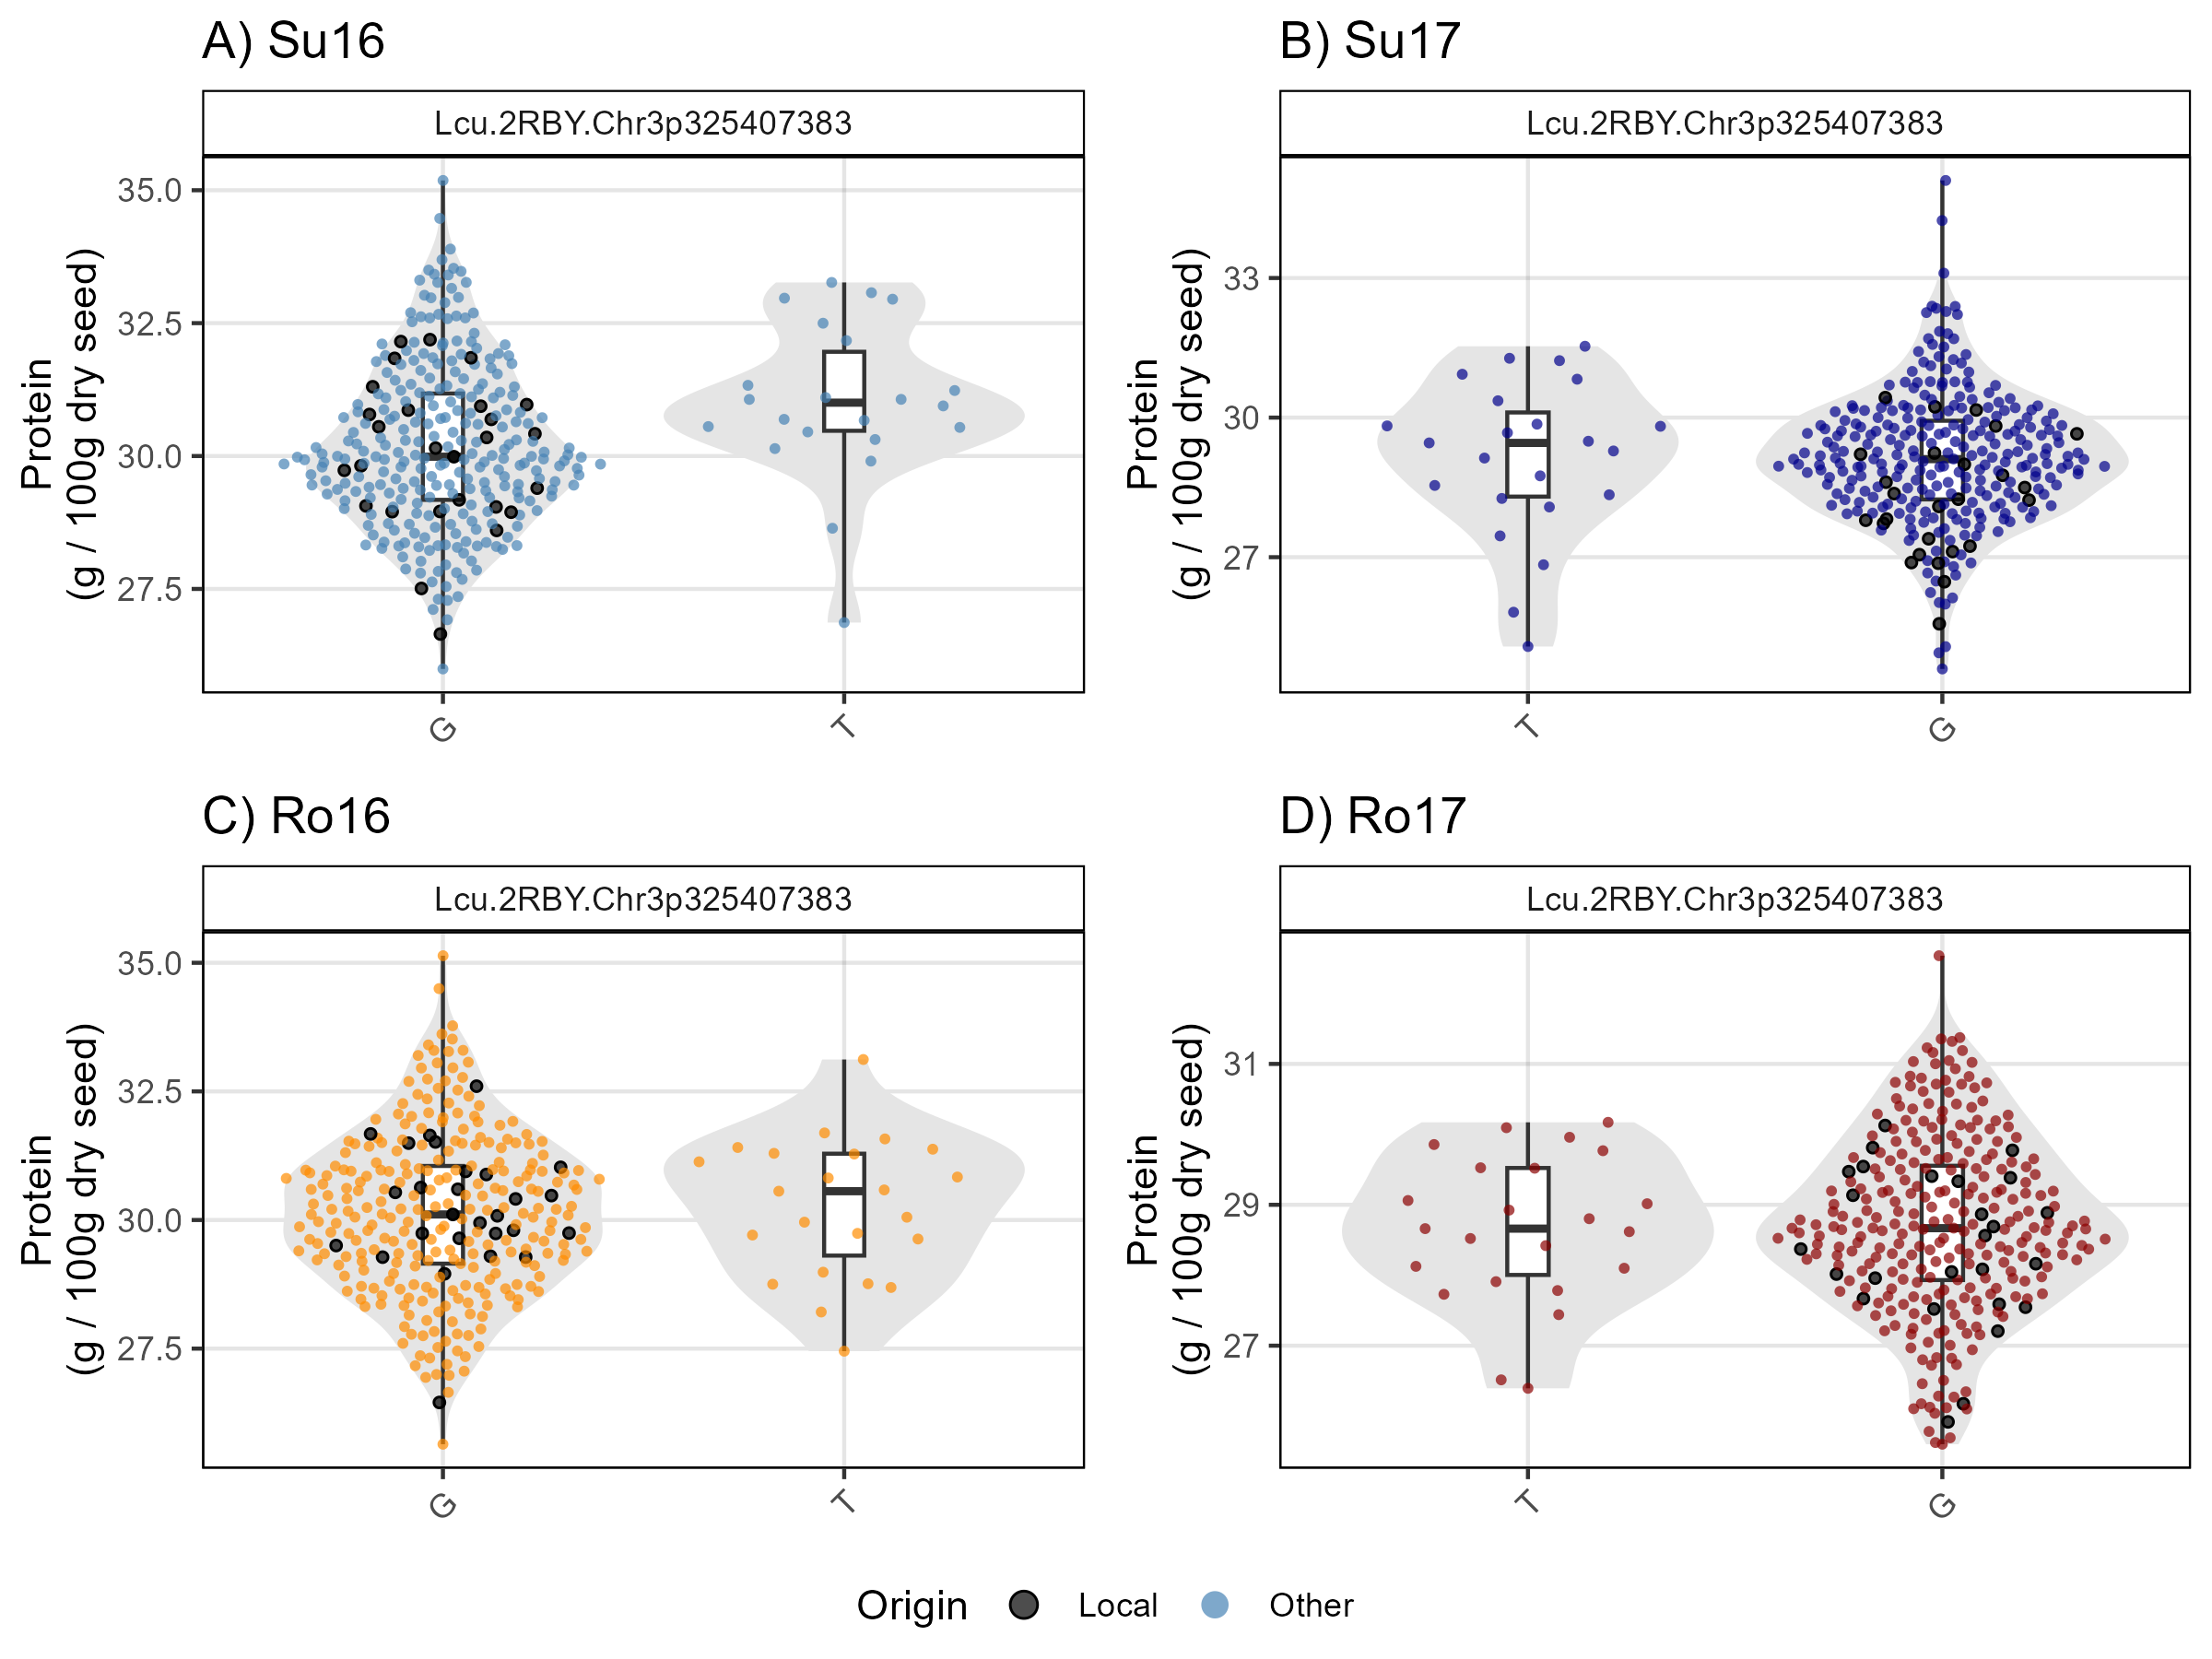 A) Su16
Lcu.2RBY.Chr3p325407383
Protein
(g / 100g dry seed)
35.0
32.5
30.0
27.5
G
T
B) Su17
Lcu.2RBY.Chr3p325407383
Protein
(g / 100g dry seed)
33
30
27
T
G
C) Ro16
Lcu.2RBY.Chr3p325407383
Protein
(g / 100g dry seed)
35.0
32.5
30.0
27.5
G
T
D) Ro17
Lcu.2RBY.Chr3p325407383
Protein
(g / 100g dry seed)
31
29
27
T
G
Origin Local Other